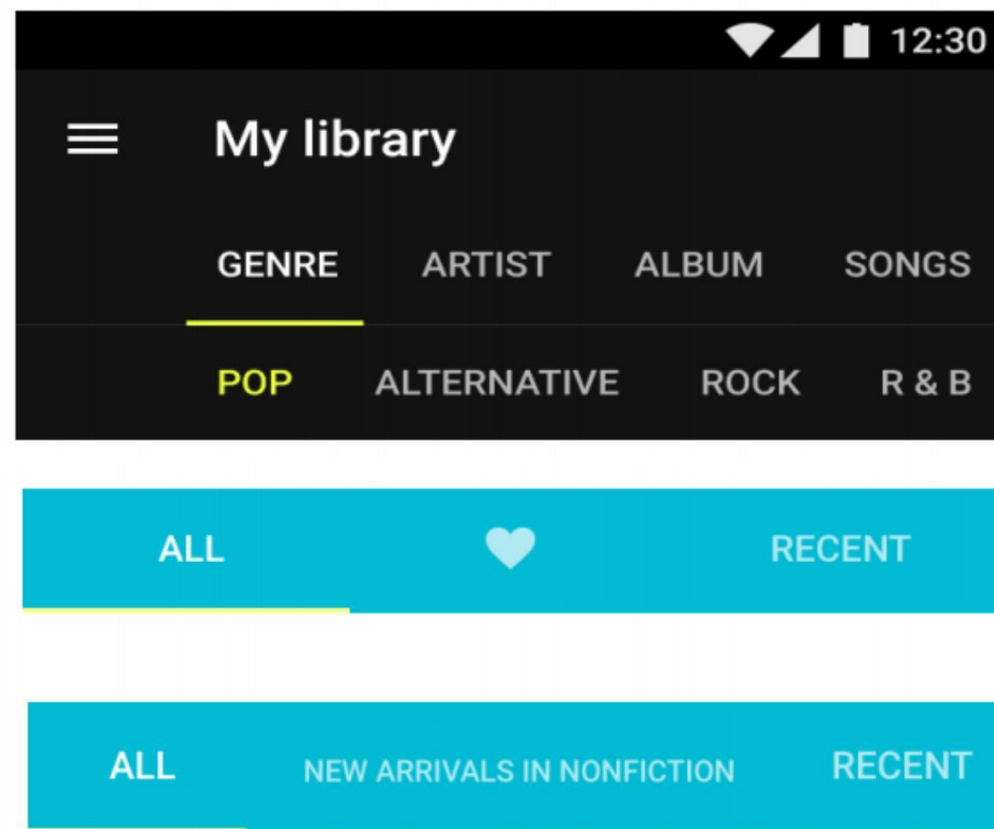 12:30
My library
GENRE ARTIST ALBUM SONGS
POP ALTERNATIVE ROCK R & B
ALL RECENT
ALL NEW ARRIVALS IN NONFICTION RECENT